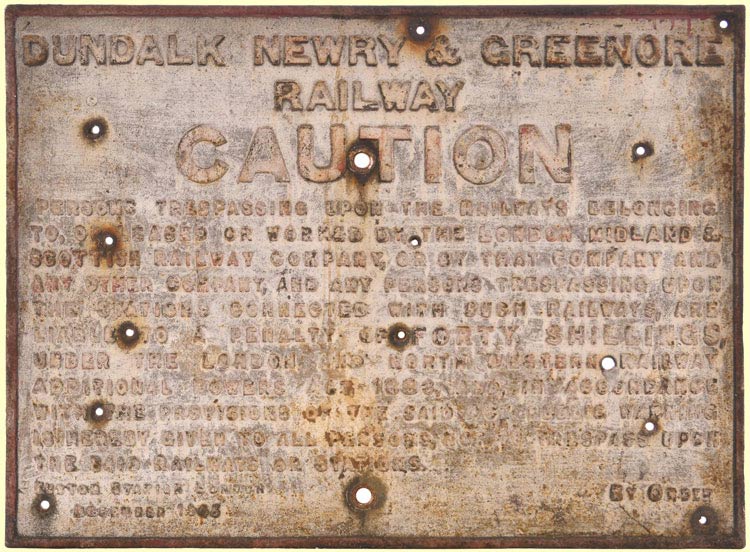 DUNDALK NEWRY & GREENORE
RAILWAY
CAUTION
PERSONS TRESPASSING UPON THE RAILWAYS BELONGING
TO, OR LEASED OR WORKED BY THE LONDON MIDLAND &
SCOTTISH RAILWAY COMPANY, OR BY THAT COMPANY AND
ANY OTHER COMPANY, AND ANY PERSONS TRESPASSING UPON
THE STATIONS CONNECTED WITH SUCH RAILWAYS, ARE
LIABLE TO A PENALTY OF FORTY SHILLINGS,
UNDER THE LONDON AND NORTH WESTERN RAILWAY
ADDITIONAL POWERS ACT 1883, AND, IN ACCORDANCE
WITH THE PROVISIONS OF THE SAID ACT, PUBLIC WARNING
IS HEREBY GIVEN TO ALL PERSONS, NOT TO TRESPASS UPON
THE SAID RAILWAYS OR STATIONS.
EUSTON STATION LONDON BY ORDER
DECEMBER